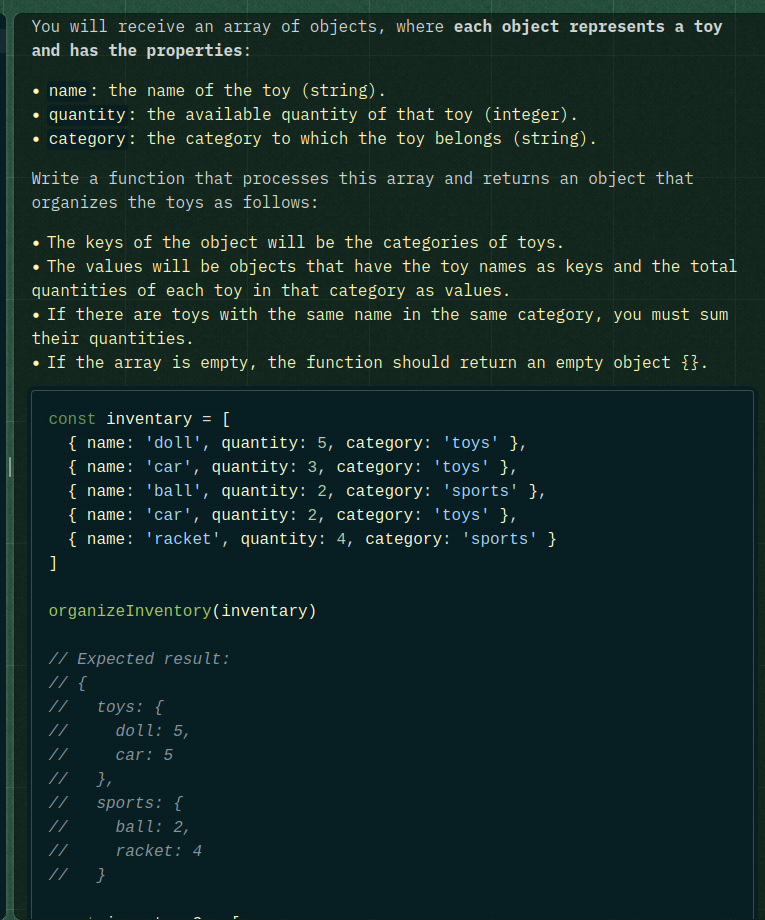 You will receive an array of objects, where each object represents a toy
and has the properties:
• name: the name of the toy (string).
• quantity: the available quantity of that toy (integer).
• category: the category to which the toy belongs (string).
Write a function that processes this array and returns an object that
organizes the toys as follows:
• The keys of the object will be the categories of toys.
• The values will be objects that have the toy names as keys and the total
quantities of each toy in that category as values.
• If there are toys with the same name in the same category, you must sum
their quantities.
• If the array is empty, the function should return an empty object {}.
const inventory = [
  { name: 'doll', quantity: 5, category: 'toys' },
  { name: 'car', quantity: 3, category: 'toys' },
  { name: 'ball', quantity: 2, category: 'sports' },
  { name: 'car', quantity: 2, category: 'toys' },
  { name: 'racket', quantity: 4, category: 'sports' }
]
organizeInventory(inventory)
// Expected result:
// {
//   toys: {
//     doll: 5,
//     car: 5
//   },
//   sports: {
//     ball: 2,
//     racket: 4
//   }